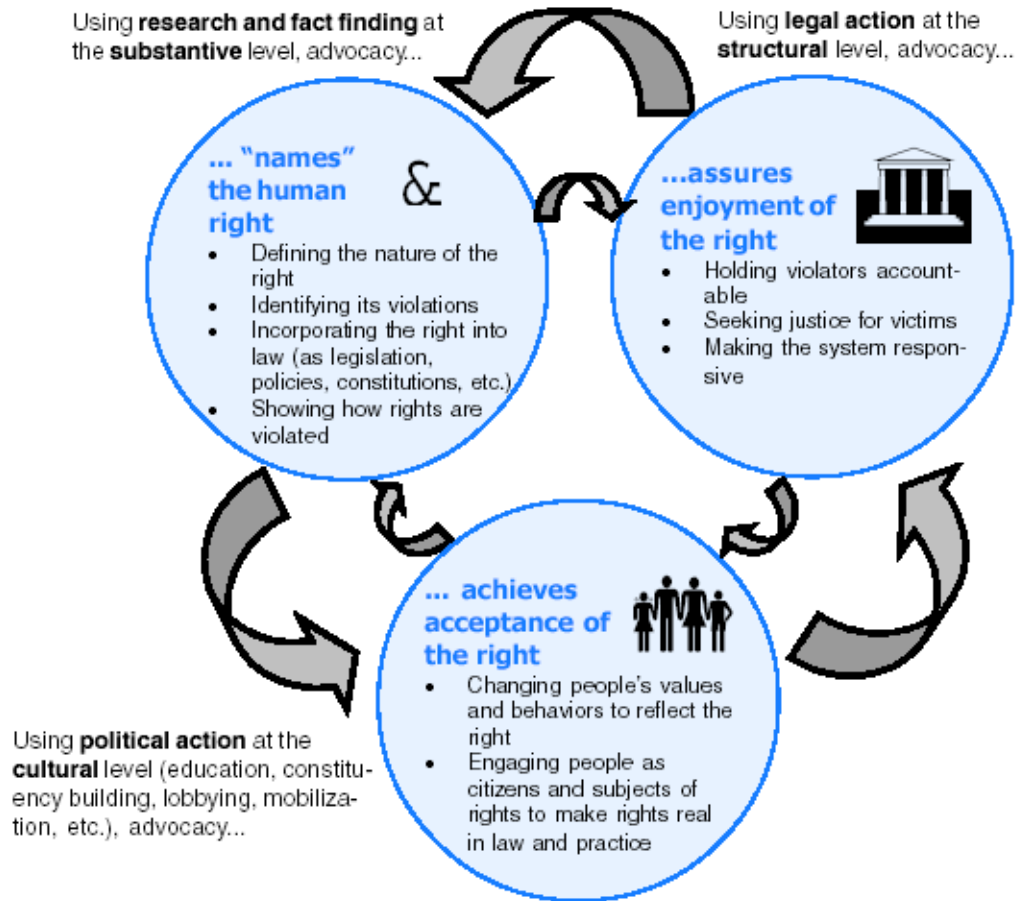 Using research and fact finding at
the substantive level, advocacy...
Using legal action at the
structural level, advocacy...
... “names”
the human
right
&
• Defining the nature of the
right
• Identifying its violations
• Incorporating the right into
law (as legislation,
policies, constitutions, etc.)
• Showing how rights are
violated
...assures
enjoyment of
the right
• Holding violators account-
able
• Seeking justice for victims
• Making the system respon-
sive
... achieves
acceptance of
the right
• Changing people’s values
and behaviors to reflect the
right
• Engaging people as
citizens and subjects of
rights to make rights real
in law and practice
Using political action at the
cultural level (education, constitu-
ency building, lobbying, mobiliza-
tion, etc.), advocacy...